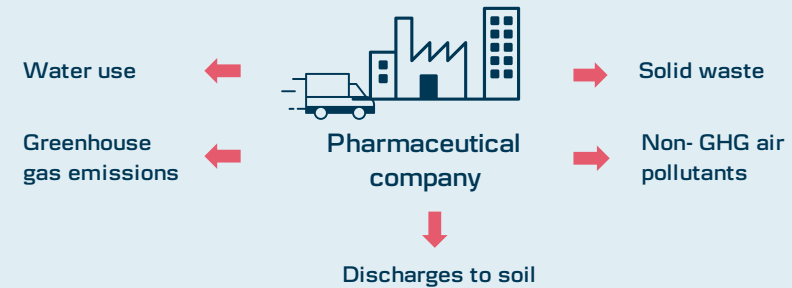 Water use
Solid waste
Greenhouse
gas emissions
Pharmaceutical
company
Non- GHG air
pollutants
Discharges to soil